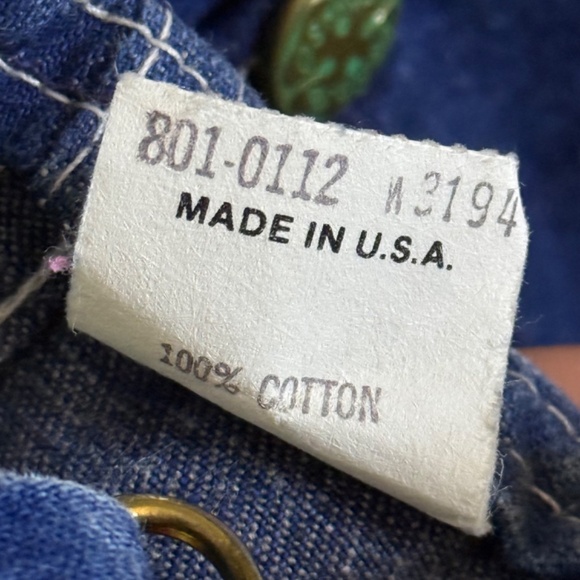 801-0112 W3194
MADE IN U.S.A.
100% COTTON